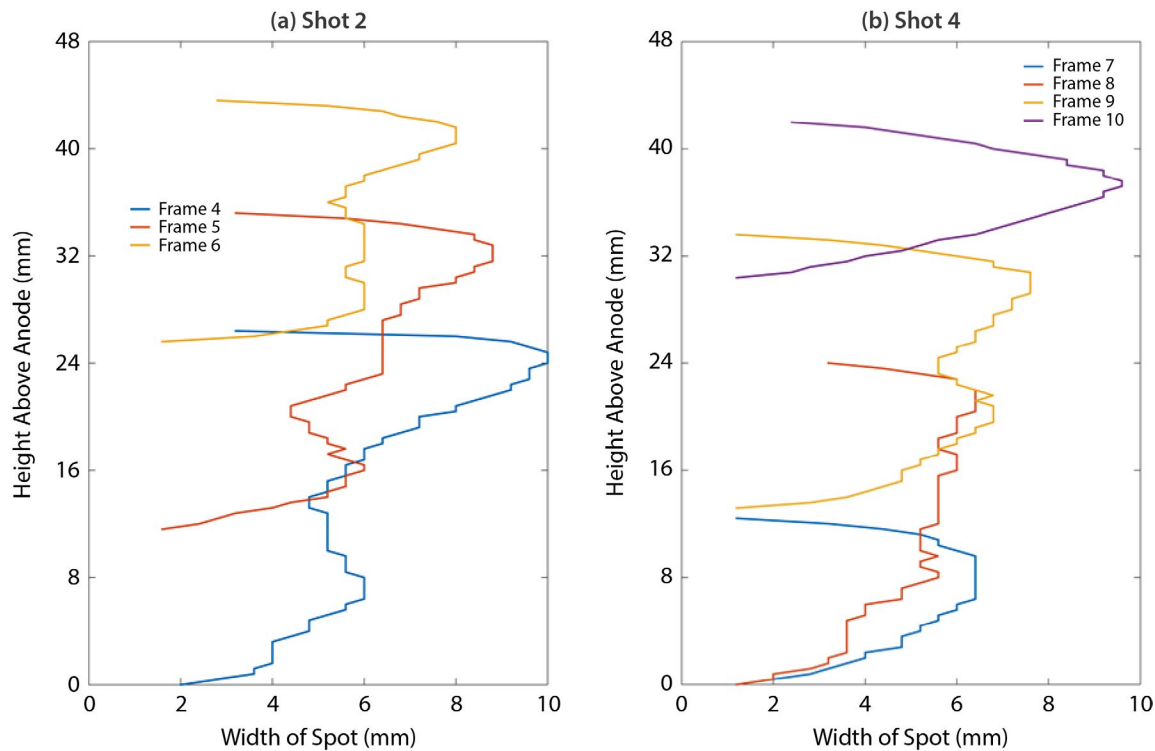 (a) Shot 2
48
40
32
24
16
8
0
Height Above Anode (mm)
Frame 4
Frame 5
Frame 6
0 2 4 6 8 10
Width of Spot (mm)
(b) Shot 4
48
40
32
24
16
8
0
Height Above Anode (mm)
Frame 7
Frame 8
Frame 9
Frame 10
0 2 4 6 8 10
Width of Spot (mm)